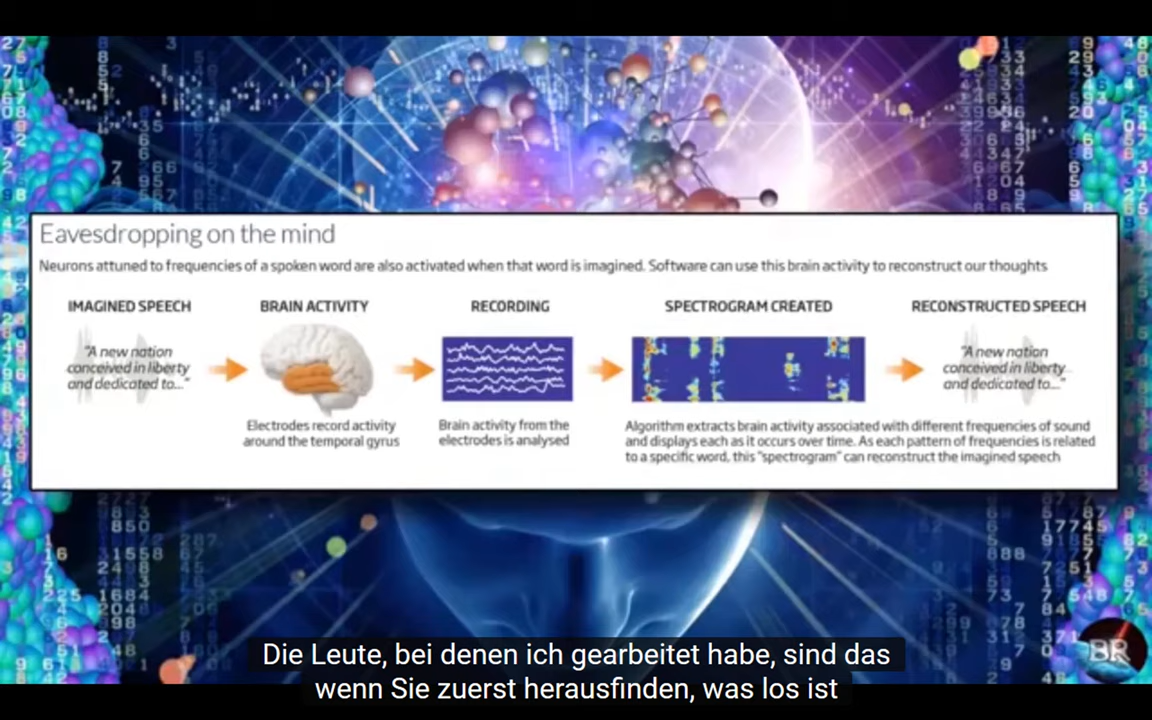 Eavesdropping on the mind
Neurons attuned to frequencies of a spoken word are also activated when that word is imagined. Software can use this brain activity to reconstruct our thoughts
IMAGINED SPEECH
"A new nation
conceived in liberty
and dedicated to..."
BRAIN ACTIVITY
Electrodes record activity
around the temporal gyrus
RECORDING
Brain activity from the
electrodes is analysed
SPECTROGRAM CREATED
Algorithm extracts brain activity associated with different frequencies of sound
and displays each as it occurs over time. As each pattern of frequencies is related
to a specific word, this "spectrogram" can reconstruct the imagined speech
RECONSTRUCTED SPEECH
"A new nation
conceived in liberty
and dedicated to..."
BR
Die Leute, bei denen ich gearbeitet habe, sind das
wenn Sie zuerst herausfinden, was los ist